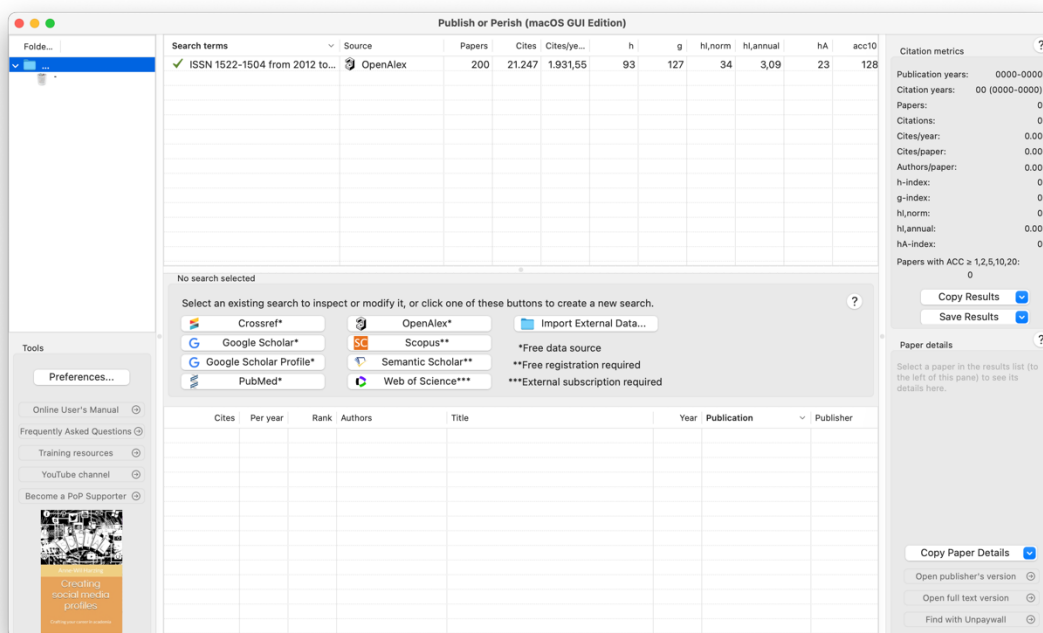 Publish or Perish (macOS GUI Edition)
Folde...
...
Search terms Source Papers Cites Cites/ye... h g hI,norm hI,annual hA acc10
ISSN 1522-1504 from 2012 to... OpenAlex 200 21.247 1.931,55 93 127 34 3,09 23 128
No search selected
Select an existing search to inspect or modify it, or click one of these buttons to create a new search.
?
Crossref* OpenAlex* Import External Data...
Google Scholar* SC Scopus** *Free data source
Google Scholar Profile* Semantic Scholar** **Free registration required
PubMed* Web of Science*** ***External subscription required
Cites Per year Rank Authors Title Year Publication Publisher
Tools
Preferences...
Online User's Manual
Frequently Asked Questions
Training resources
YouTube channel
Become a PoP Supporter
Creating
social media
profiles
Citation metrics ?
Publication years: 0000-0000
Citation years: 00 (0000-0000)
Papers: 0
Citations: 0
Cites/year: 0.00
Cites/paper: 0.00
Authors/paper: 0.00
h-index: 0
g-index: 0
hI,norm: 0
hI,annual: 0.00
hA-index: 0
Papers with ACC ≥ 1,2,5,10,20:
0
Copy Results
Save Results
Paper details ?
Select a paper in the results list (to
the left of this pane) to see its
details here.
Copy Paper Details
Open publisher's version
Open full text version
Find with Unpaywall